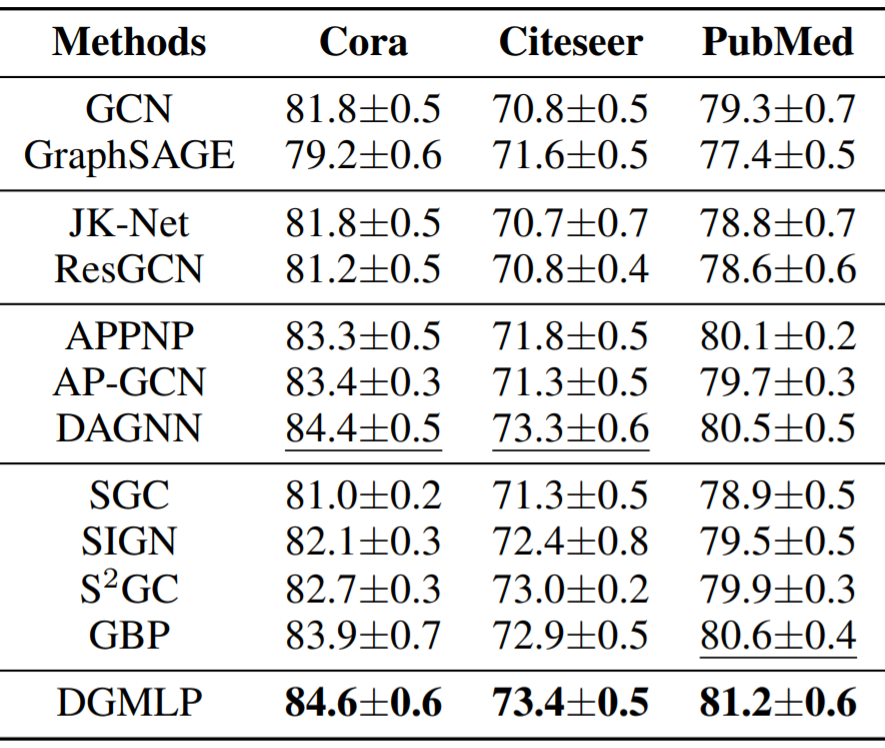 Methods Cora Citeseer PubMed
GCN 81.8±0.5 70.8±0.5 79.3±0.7
GraphSAGE 79.2±0.6 71.6±0.5 77.4±0.5
JK-Net 81.8±0.5 70.7±0.7 78.8±0.7
ResGCN 81.2±0.5 70.8±0.4 78.6±0.6
APPNP 83.3±0.5 71.8±0.5 80.1±0.2
AP-GCN 83.4±0.3 71.3±0.5 79.7±0.3
DAGNN 84.4±0.5 73.3±0.6 80.5±0.5
SGC 81.0±0.2 71.3±0.5 78.9±0.5
SIGN 82.1±0.3 72.4±0.8 79.5±0.5
S²GC 82.7±0.3 73.0±0.2 79.9±0.3
GBP 83.9±0.7 72.9±0.5 80.6±0.4
DGMLP 84.6±0.6 73.4±0.5 81.2±0.6